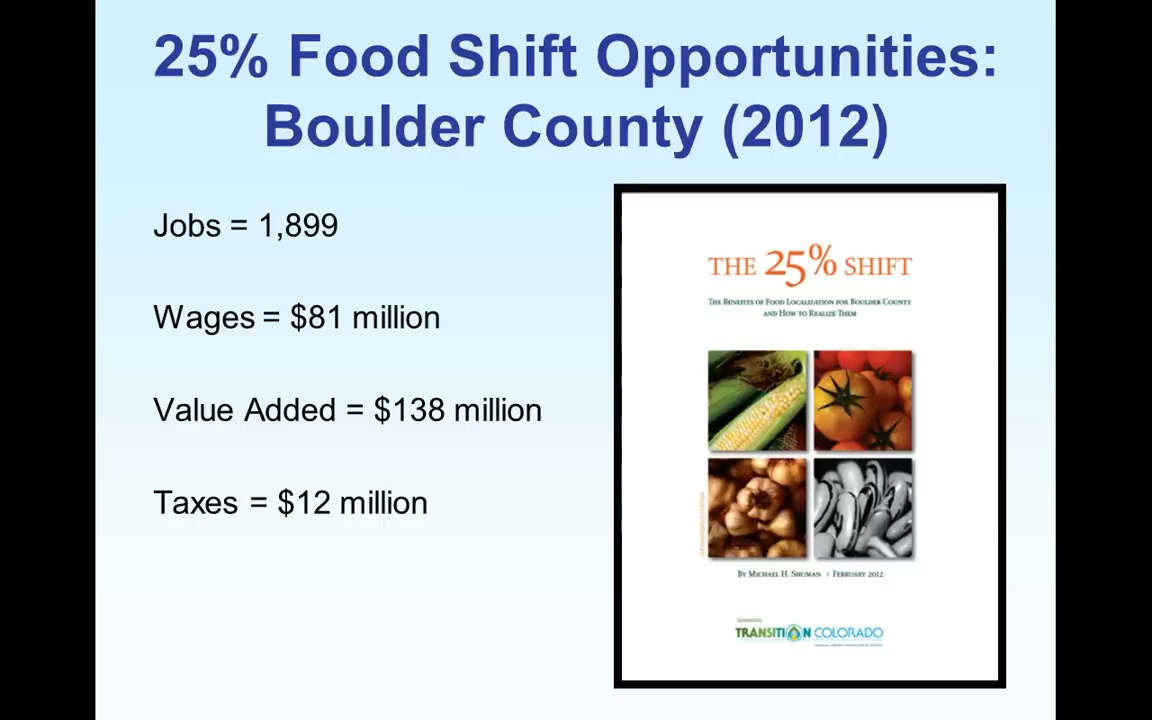 25% Food Shift Opportunities:
Boulder County (2012)
Jobs = 1,899
Wages = $81 million
Value Added = $138 million
Taxes = $12 million
THE 25% SHIFT
THE BENEFITS OF FOOD LOCALIZATION FOR BOULDER COUNTY
AND HOW TO REALIZE THEM
BY MICHAEL H. SHUMAN / FEBRUARY 2012
Sponsored by
TRANSITION COLORADO